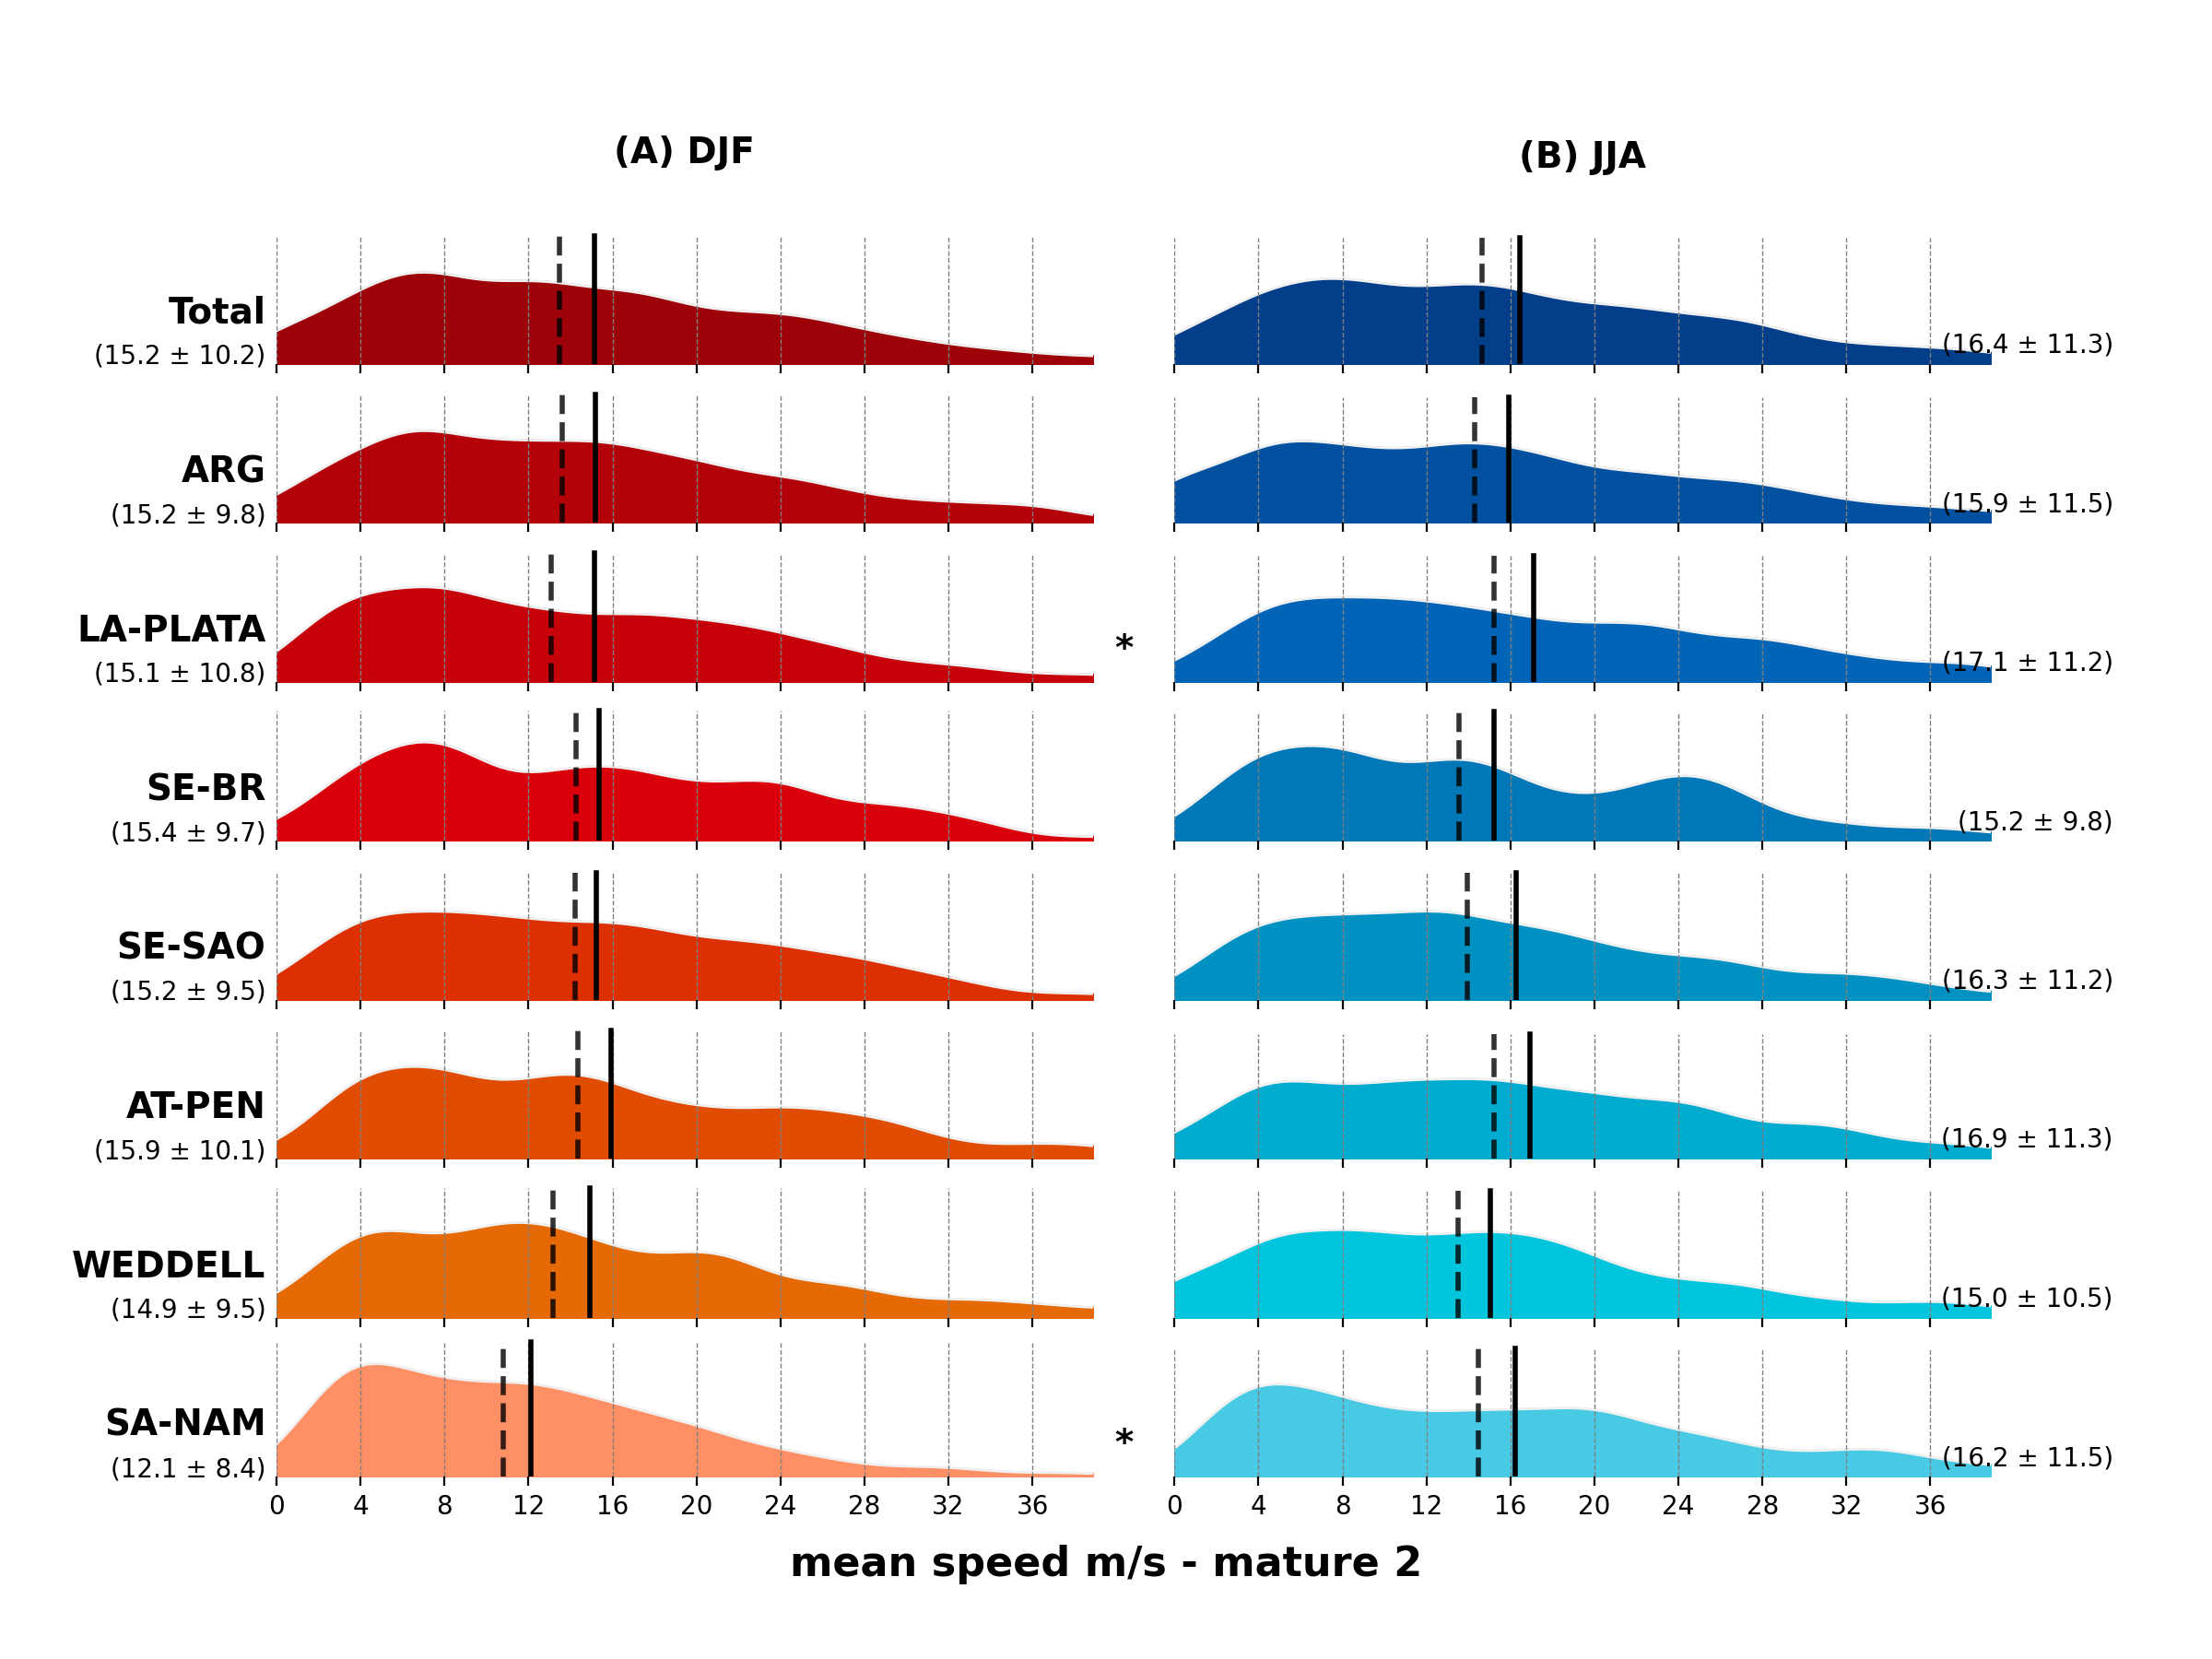 (A) DJF
(B) JJA
Total
(15.2 ± 10.2)
(16.4 ± 11.3)
ARG
(15.2 ± 9.8)
(15.9 ± 11.5)
LA-PLATA
(15.1 ± 10.8)
*
(17.1 ± 11.2)
SE-BR
(15.4 ± 9.7)
(15.2 ± 9.8)
SE-SAO
(15.2 ± 9.5)
(16.3 ± 11.2)
AT-PEN
(15.9 ± 10.1)
(16.9 ± 11.3)
WEDDELL
(14.9 ± 9.5)
(15.0 ± 10.5)
SA-NAM
(12.1 ± 8.4)
*
(16.2 ± 11.5)
0 4 8 12 16 20 24 28 32 36
0 4 8 12 16 20 24 28 32 36
mean speed m/s - mature 2